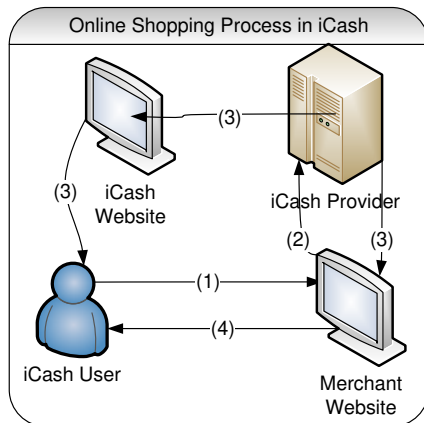 Online Shopping Process in iCash
(3)
(3)
iCash
Website
iCash Provider
(2)
(3)
(1)
(4)
iCash User
Merchant
Website